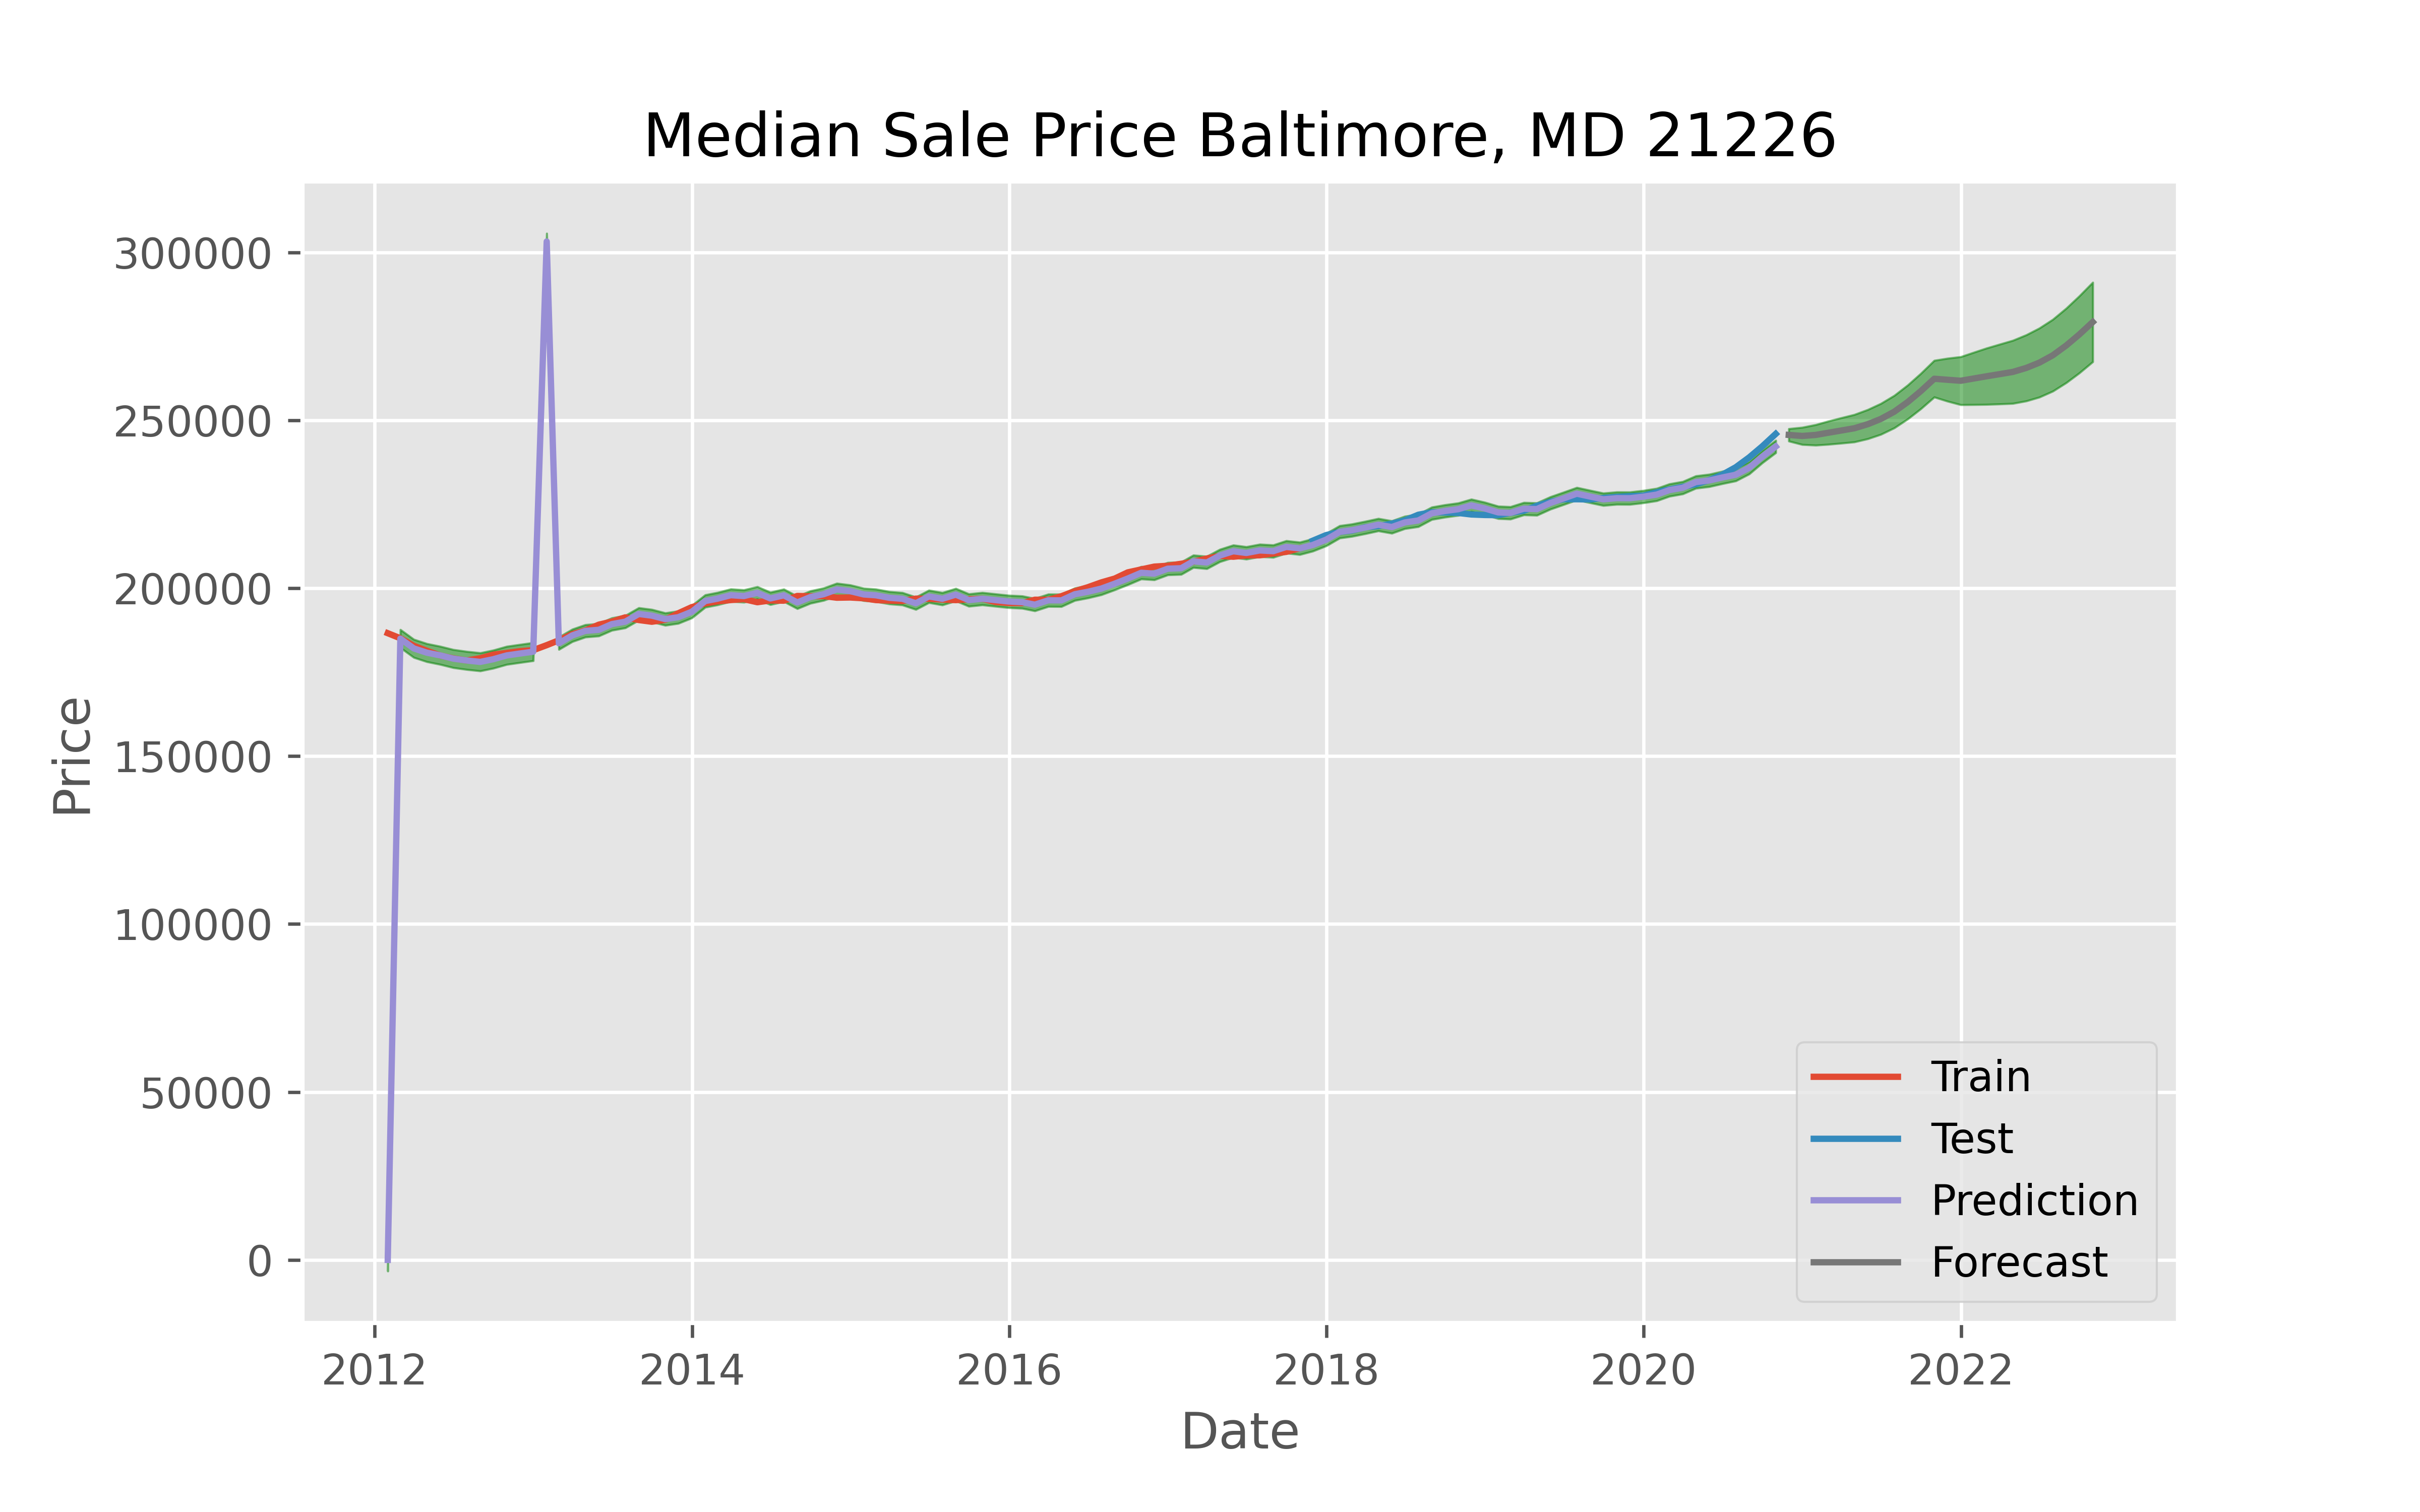 Median Sale Price Baltimore, MD 21226
300000
250000
200000
150000
100000
50000
0
Price
2012 2014 2016 2018 2020 2022
Date
Train
Test
Prediction
Forecast